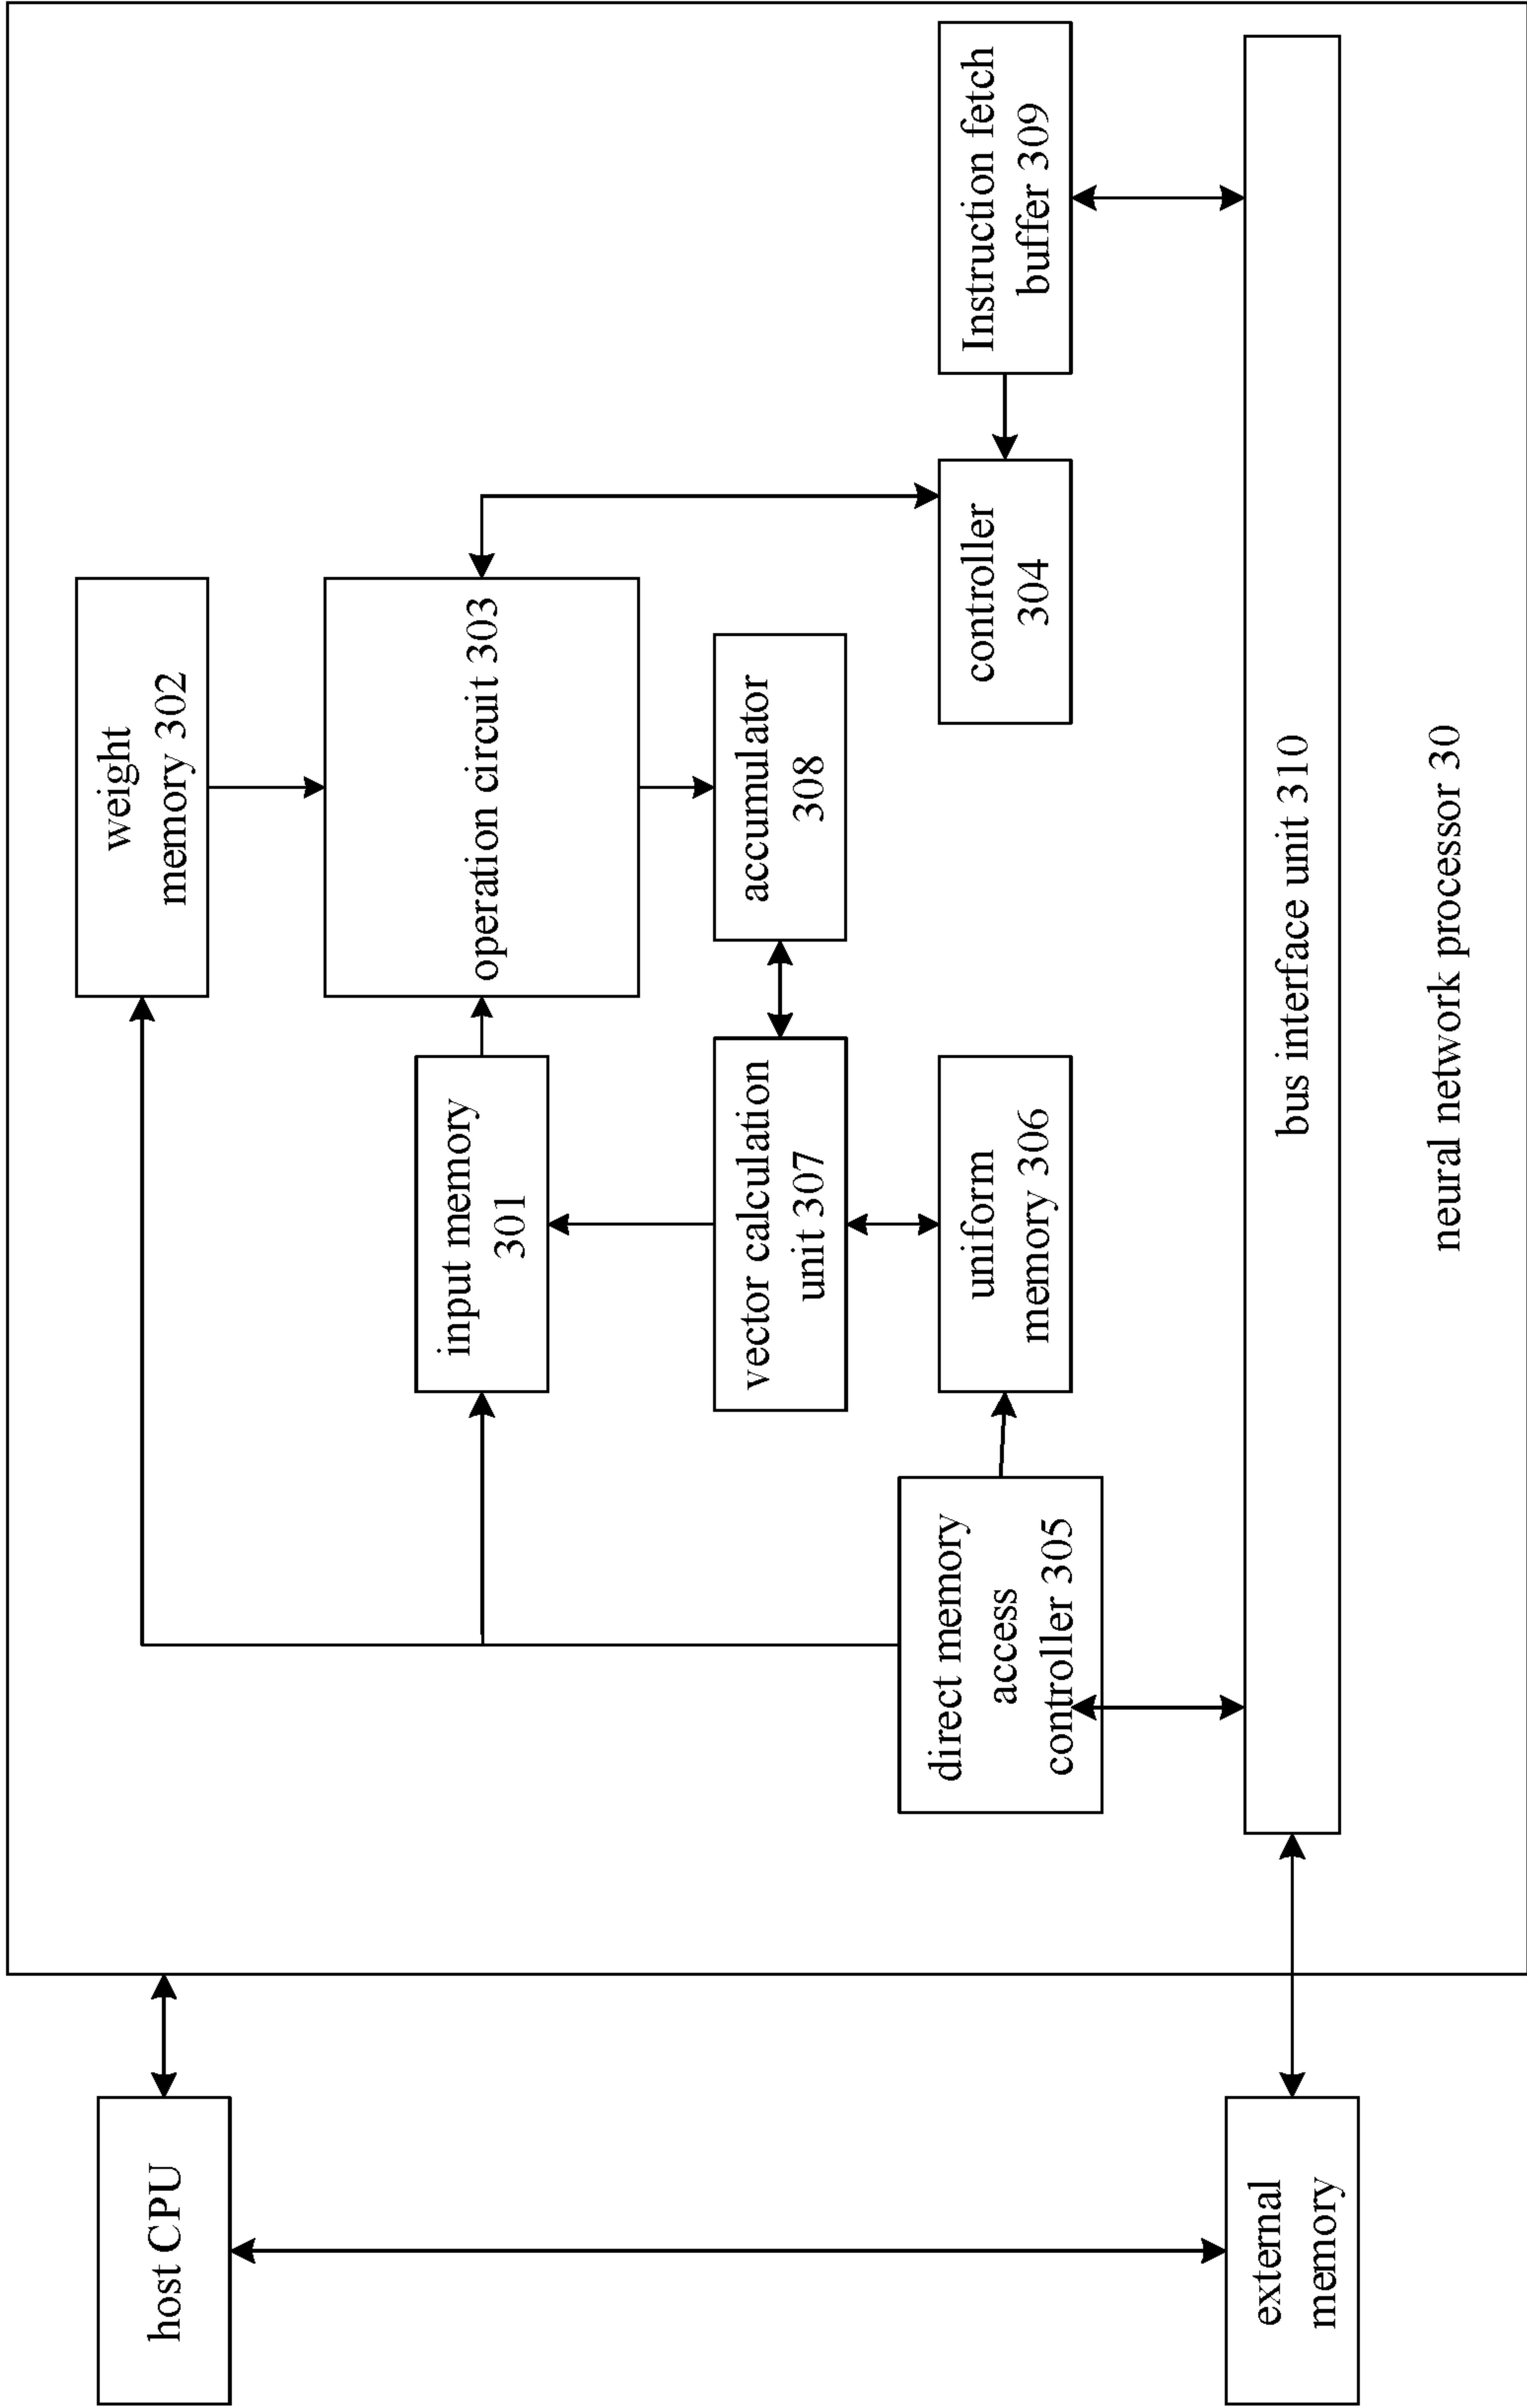 host CPU
weight
memory 302
input memory
301
operation circuit 303
vector calculation
unit 307
accumulator
308
direct memory
access
controller 305
uniform
memory 306
controller
304
Instruction fetch
buffer 309
external
memory
bus interface unit 310
neural network processor 30